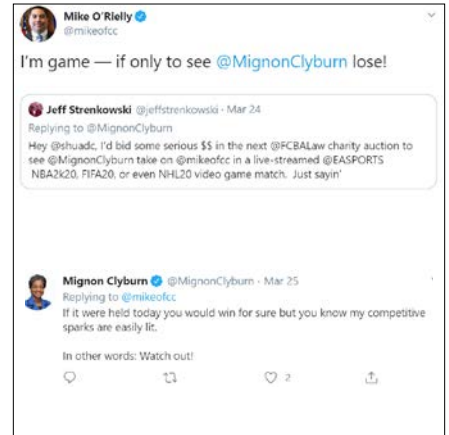 Mike O'Rielly
@mikeofcc
I'm game — if only to see @MignonClyburn lose!
Jeff Strenkowski @jeffstrenkowski · Mar 24
Replying to @MignonClyburn
Hey @shuadc, I'd bid some serious $$ in the next @FCBALaw charity auction to
see @MignonClyburn take on @mikeofcc in a live-streamed @EASPORTS
NBA2k20, FIFA20, or even NHL20 video game match. Just sayin'
Mignon Clyburn @MignonClyburn · Mar 25
Replying to @mikeofcc
If it were held today you would win for sure but you know my competitive
sparks are easily lit.
In other words: Watch out!
2